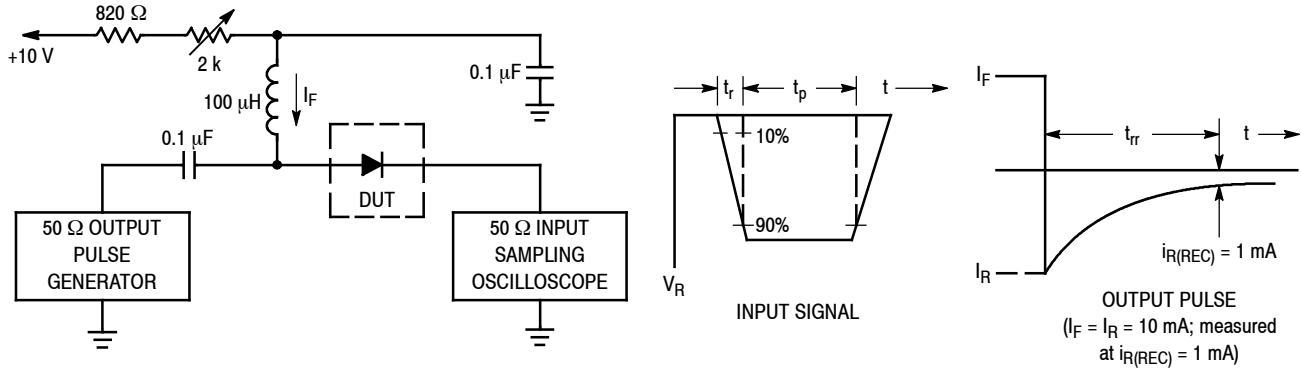 820 Ω
+10 V
2 k
100 μH
I_F
0.1 μF
0.1 μF
DUT
50 Ω OUTPUT
PULSE
GENERATOR
50 Ω INPUT
SAMPLING
OSCILLOSCOPE
t_r
t_p
t
10%
90%
V_R
INPUT SIGNAL
I_F
t_rr
t
I_R
i_R(REC) = 1 mA
OUTPUT PULSE
(I_F = I_R = 10 mA; measured
at i_R(REC) = 1 mA)